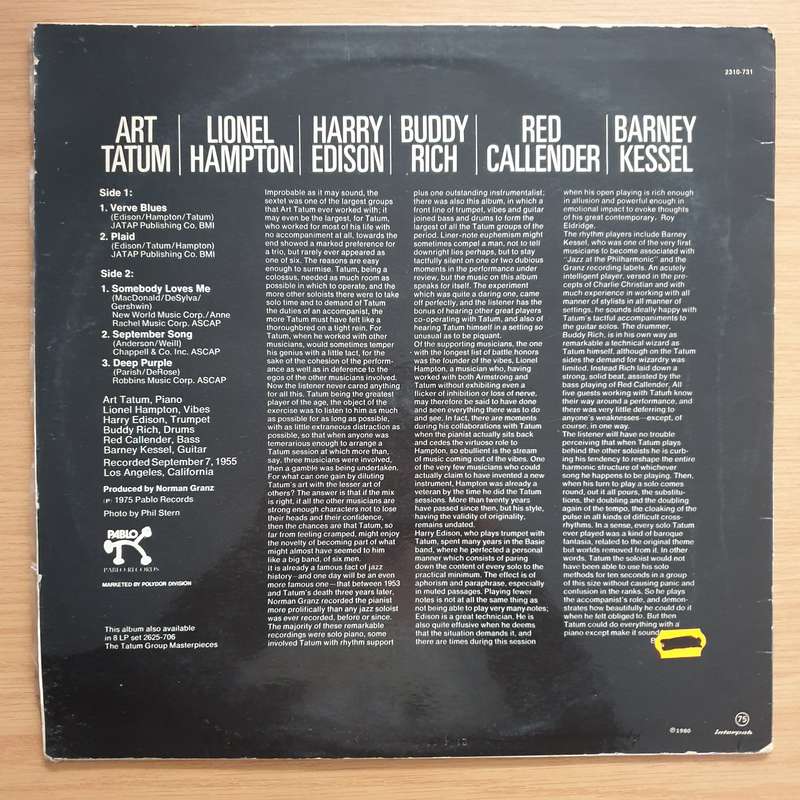 2310-731
ART TATUM
LIONEL HAMPTON
HARRY EDISON
BUDDY RICH
RED CALLENDER
BARNEY KESSEL
Side 1:
1. Verve Blues
(Edison/Hampton/Tatum)
JATAP Publishing Co. BMI
2. Plaid
(Edison/Tatum/Hampton)
JATAP Publishing Co. BMI
Side 2:
1. Somebody Loves Me
(MacDonald/DeSylva/
Gershwin)
New World Music Corp./Anne
Rachel Music Corp. ASCAP
2. September Song
(Anderson/Weill)
Chappell & Co. Inc. ASCAP
3. Deep Purple
(Parish/DeRose)
Robbins Music Corp. ASCAP
Art Tatum, Piano
Lionel Hampton, Vibes
Harry Edison, Trumpet
Buddy Rich, Drums
Red Callender, Bass
Barney Kessel, Guitar
Recorded September 7, 1955
Los Angeles, California
Produced by Norman Granz
℗ 1975 Pablo Records
Photo by Phil Stern
PABLO
PABLO RECORDS
MARKETED BY POLYDOR DIVISION
This album also available
in 8 LP set 2625-706
The Tatum Group Masterpieces
Improbable as it may sound, the
sextet was one of the largest groups
that Art Tatum ever worked with; it
may even be the largest, for Tatum,
who worked for most of his life with
no accompaniment at all, towards the
end showed a marked preference for
a trio, but rarely ever appeared as
one of six. The reasons are easy
enough to surmise. Tatum, being a
colossus, needed as much room as
possible in which to operate, and the
more other soloists there were to take
solo time and to demand of Tatum
the duties of an accompanist, the
more Tatum must have felt like a
thoroughbred on a tight rein. For
Tatum, when he worked with other
musicians, would sometimes temper
his genius with a little tact, for the
sake of the cohesion of the perform-
ance as well as in deference to the
egos of the other musicians involved.
Now the listener never cared anything
for all this. Tatum being the greatest
player of the age, the object of the
exercise was to listen to him as much
as possible for as long as possible,
with as little extraneous distraction as
possible, so that when anyone was
temerarious enough to arrange a
Tatum session at which more than,
say, three musicians were involved,
then a gamble was being undertaken.
For what can one gain by diluting
Tatum's art with the lesser art of
others? The answer is that if the mix
is right, if all the other musicians are
strong enough characters not to lose
their heads and their confidence,
then the chances are that Tatum, so
far from feeling cramped, might enjoy
the novelty of becoming part of what
might almost have seemed to him
like a big band, of six men.
It is already a famous fact of jazz
history—and one day will be an even
more famous one—that between 1953
and Tatum's death three years later,
Norman Granz recorded the pianist
more prolifically than any jazz soloist
was ever recorded, before or since.
The majority of these remarkable
recordings were solo piano, some
involved Tatum with rhythm support
plus one outstanding instrumentalist;
there was also this album, in which a
front line of trumpet, vibes and guitar
joined bass and drums to form the
largest of all the Tatum groups of the
period. Liner-note euphemism might
sometimes compel a man, not to tell
downright lies perhaps, but to stay
tactfully silent on one or two dubious
moments in the performance under
review, but the music on this album
speaks for itself. The experiment
which was quite a daring one, came
off perfectly, and the listener has the
bonus of hearing other great players
co-operating with Tatum, and also of
hearing Tatum himself in a setting so
unusual as to be piquant.
Of the supporting musicians, the one
with the longest list of battle honors
was the founder of the vibes, Lionel
Hampton, a musician who, having
worked with both Armstrong and
Tatum without exhibiting even a
flicker of inhibition or loss of nerve,
may therefore be said to have done
and seen everything there was to do
and see. In fact, there are moments
during his collaborations with Tatum
when the pianist actually sits back
and cedes the virtuoso role to
Hampton, so ebullient is the stream
of music coming out of the vibes. One
of the very few musicians who could
actually claim to have invented a new
instrument, Hampton was already a
veteran by the time he did the Tatum
sessions. More than twenty years
have passed since then, but his style,
having the validity of originality,
remains undated.
Harry Edison, who plays trumpet with
Tatum, spent many years in the Basie
band, where he perfected a personal
manner which consists of paring
down the content of every solo to the
practical minimum. The effect is of
aphorism and paraphrase, especially
in muted passages. Playing fewer
notes is not at all the same thing as
not being able to play very many notes;
Edison is a great technician. He is
also quite effusive when he deems
that the situation demands it, and
there are times during this session
when his open playing is rich enough
in allusion and powerful enough in
emotional impact to evoke thoughts
of his great contemporary. Roy
Eldridge.
The rhythm players include Barney
Kessel, who was one of the very first
musicians to become associated with
"Jazz at the Philharmonic" and the
Granz recording labels. An acutely
intelligent player, versed in the pre-
cepts of Charlie Christian and with
much experience in working with all
manner of stylists in all manner of
settings, he sounds ideally happy with
Tatum's tactful accompaniments to
the guitar solos. The drummer,
Buddy Rich, is in his own way as
remarkable a technical wizard as
Tatum himself, although on the Tatum
sides the demand for wizardry was
limited. Instead Rich laid down a
strong, solid beat, assisted by the
bass playing of Red Callender. All
five guests working with Tatum know
their way around a performance, and
there was very little deferring to
anyone's weaknesses—except, of
course, in one way.
The listener will have no trouble
perceiving that when Tatum plays
behind the other soloists he is curb-
ing his tendency to reshape the entire
harmonic structure of whichever
song he happens to be playing. Then,
when his turn to play a solo comes
round, out it all pours, the substitu-
tions, the doubling and the doubling
again of the tempo, the cloaking of the
pulse in all kinds of difficult cross-
rhythms. In a sense, every solo Tatum
ever played was a kind of baroque
fantasia, related to the original theme
but worlds removed from it. In other
words, Tatum the soloist would not
have been able to use his solo
methods for ten seconds in a group
of this size without causing panic and
confusion in the ranks. So he plays
the accompanist's role, and demon-
strates how beautifully he could do it
when he felt obliged to. But then
Tatum could do everything with a
piano except make it sound
©1980
75
interpak